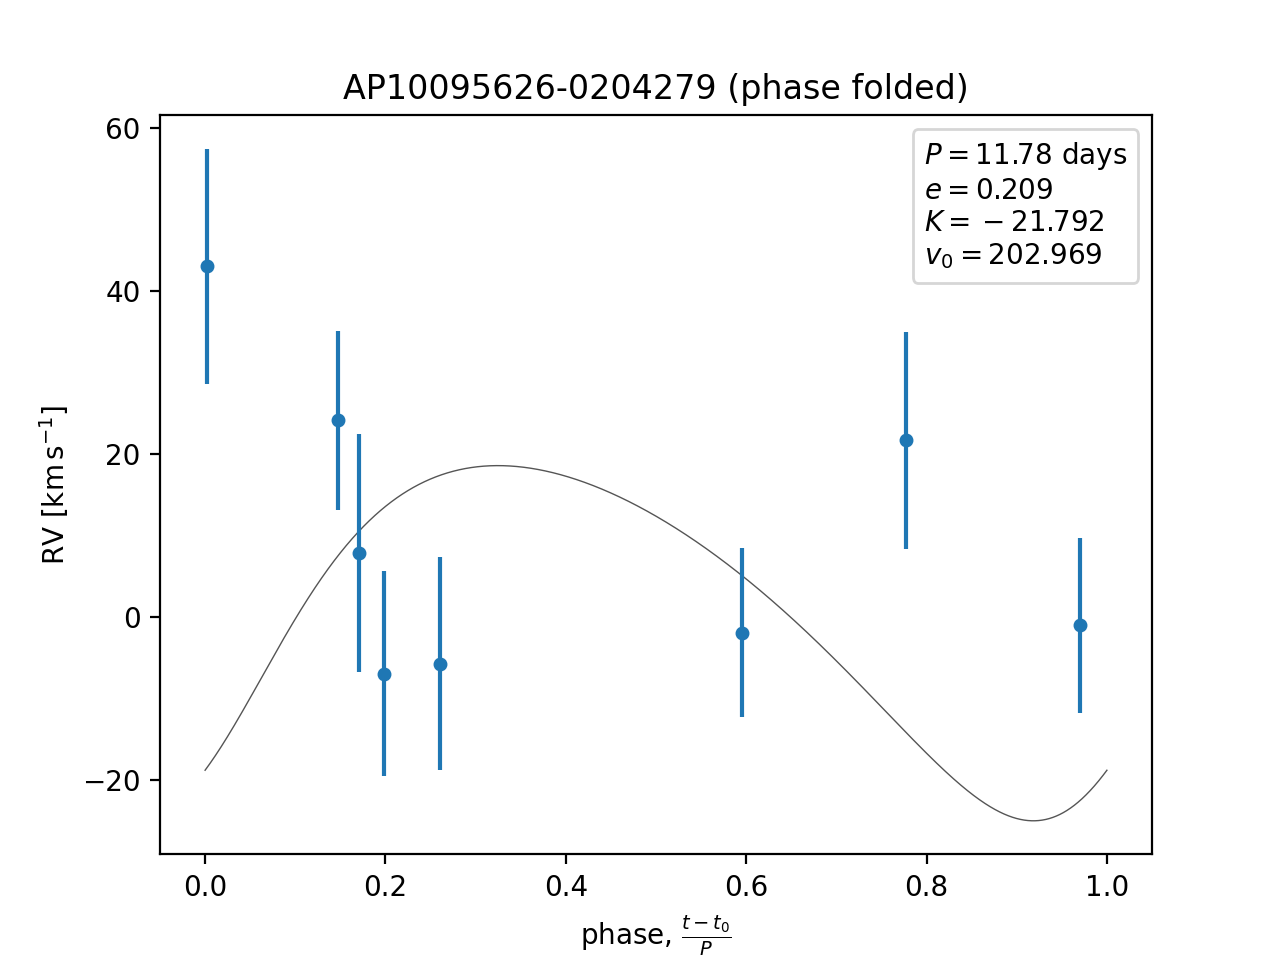 AP10095626-0204279 (phase folded)
P = 11.78 days
e = 0.209
K = −21.792
v₀ = 202.969
60
40
20
0
−20
RV [km s⁻¹]
0.0 0.2 0.4 0.6 0.8 1.0
phase, (t − t₀)/P